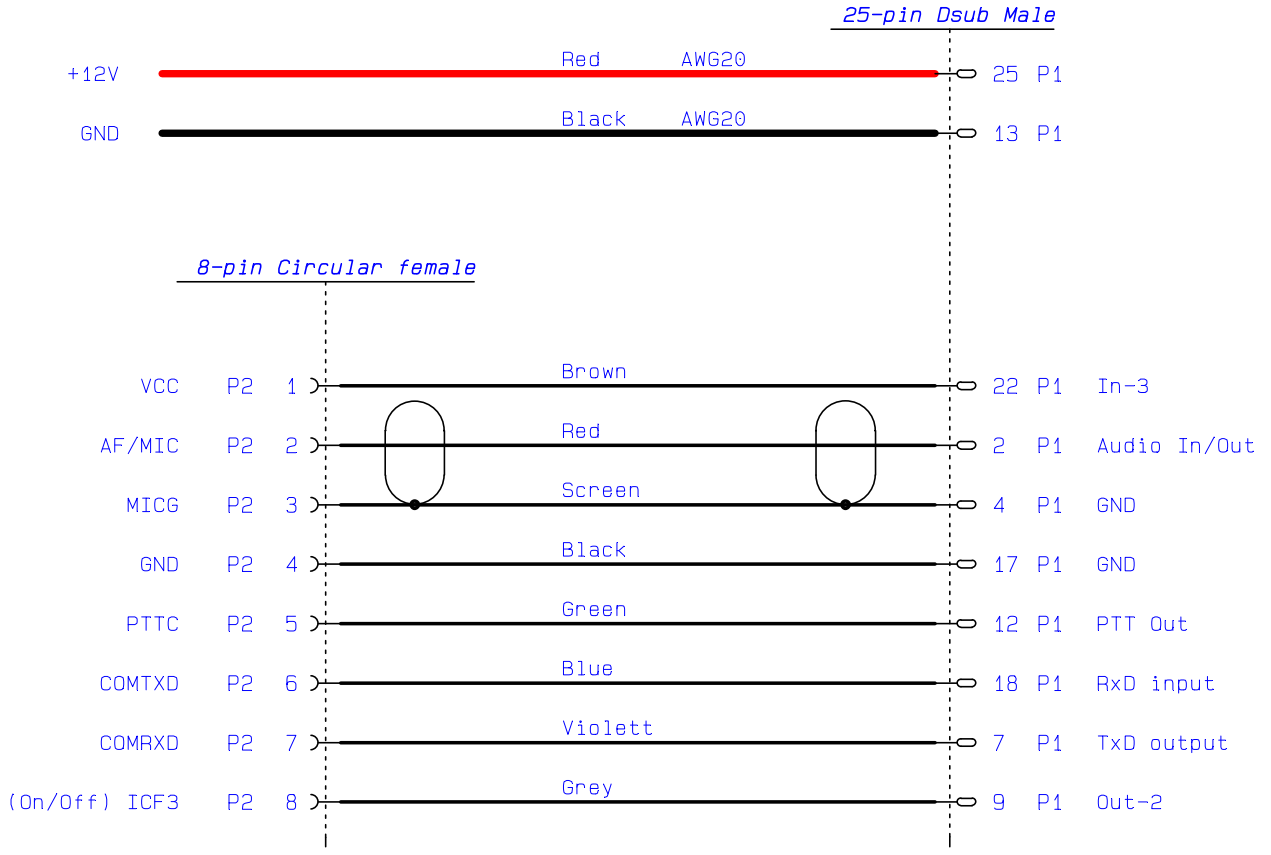 25-pin Dsub Male
+12V Red AWG20 25 P1
GND Black AWG20 13 P1
8-pin Circular female
VCC P2 1 Brown 22 P1 In-3
AF/MIC P2 2 Red 2 P1 Audio In/Out
MICG P2 3 Screen 4 P1 GND
GND P2 4 Black 17 P1 GND
PTTC P2 5 Green 12 P1 PTT Out
COMTXD P2 6 Blue 18 P1 RxD input
COMRXD P2 7 Violett 7 P1 TxD output
(On/Off) ICF3 P2 8 Grey 9 P1 Out-2